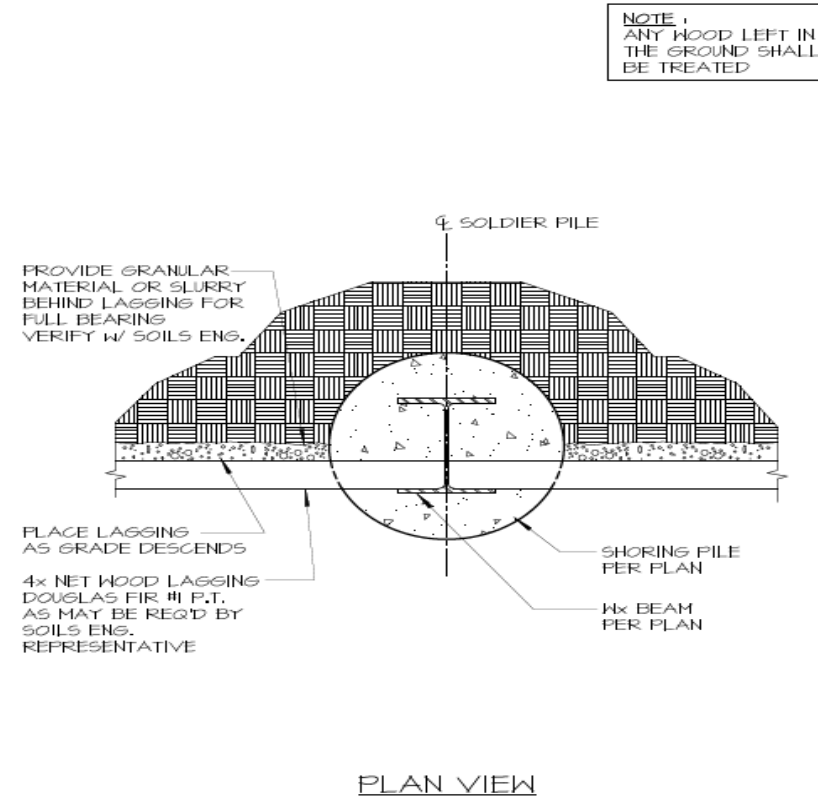 NOTE :
ANY WOOD LEFT IN
THE GROUND SHALL
BE TREATED
℄ SOLDIER PILE
PROVIDE GRANULAR
MATERIAL OR SLURRY
BEHIND LAGGING FOR
FULL BEARING
VERIFY W/ SOILS ENG.
PLACE LAGGING
AS GRADE DESCENDS
4x NET WOOD LAGGING
DOUGLAS FIR #1 P.T.
AS MAY BE REQ'D BY
SOILS ENG.
REPRESENTATIVE
SHORING PILE
PER PLAN
Wx BEAM
PER PLAN
PLAN VIEW